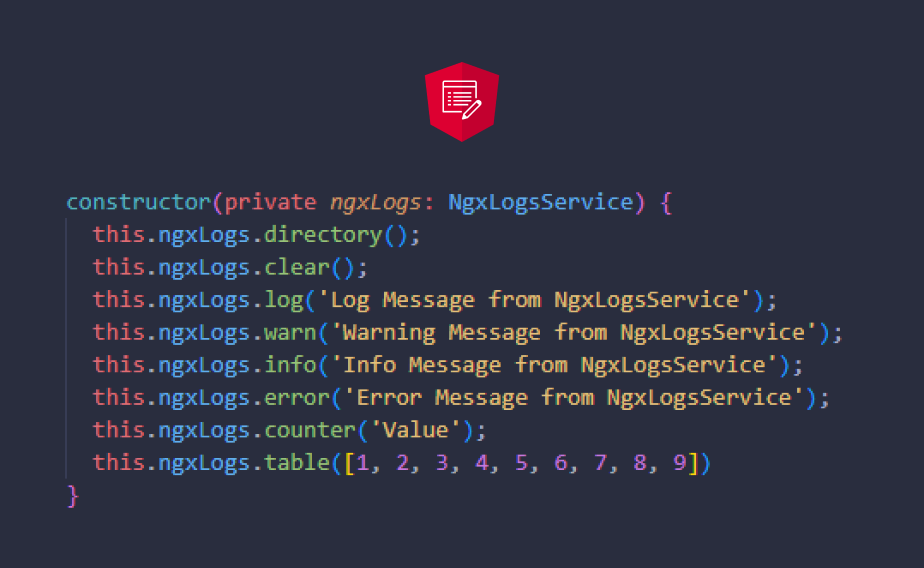 constructor(private ngxLogs: NgxLogsService) {
this.ngxLogs.directory();
this.ngxLogs.clear();
this.ngxLogs.log('Log Message from NgxLogsService');
this.ngxLogs.warn('Warning Message from NgxLogsService');
this.ngxLogs.info('Info Message from NgxLogsService');
this.ngxLogs.error('Error Message from NgxLogsService');
this.ngxLogs.counter('Value');
this.ngxLogs.table([1, 2, 3, 4, 5, 6, 7, 8, 9])
}